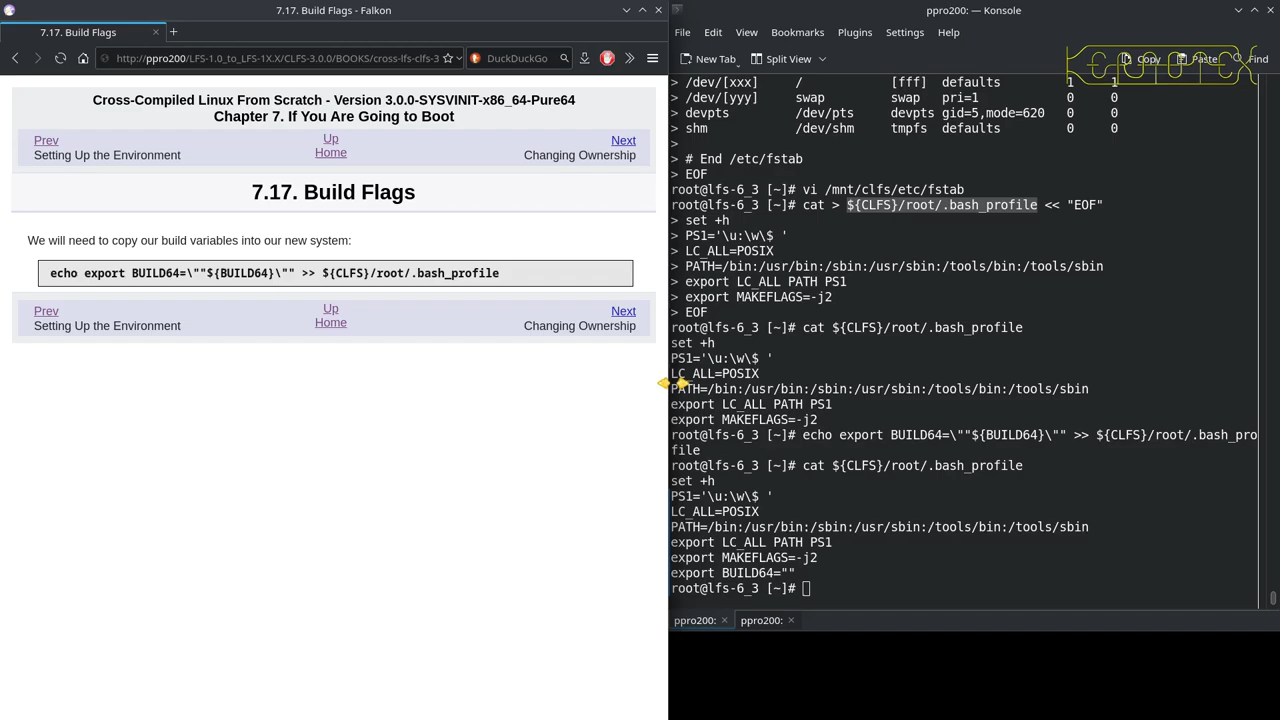 7.17. Build Flags - Falkon
7.17. Build Flags
http://ppro200/LFS-1.0_to_LFS-1X.X/CLFS-3.0.0/BOOKS/cross-lfs-clfs-3
DuckDuckGo
Cross-Compiled Linux From Scratch - Version 3.0.0-SYSVINIT-x86_64-Pure64
Chapter 7. If You Are Going to Boot
Prev
Up
Next
Setting Up the Environment
Home
Changing Ownership
7.17. Build Flags
We will need to copy our build variables into our new system:
echo export BUILD64=\""${BUILD64}\"" >> ${CLFS}/root/.bash_profile
Prev
Up
Next
Setting Up the Environment
Home
Changing Ownership
ppro200: — Konsole
File Edit View Bookmarks Plugins Settings Help
New Tab Split View Copy Paste Find
> /dev/[xxx] / [fff] defaults 1 1
> /dev/[yyy] swap swap pri=1 0 0
> devpts /dev/pts devpts gid=5,mode=620 0 0
> shm /dev/shm tmpfs defaults 0 0
>
> # End /etc/fstab
> EOF
root@lfs-6_3 [~]# vi /mnt/clfs/etc/fstab
root@lfs-6_3 [~]# cat > ${CLFS}/root/.bash_profile << "EOF"
> set +h
> PS1='\u:\w\$ '
> LC_ALL=POSIX
> PATH=/bin:/usr/bin:/sbin:/usr/sbin:/tools/bin:/tools/sbin
> export LC_ALL PATH PS1
> export MAKEFLAGS=-j2
> EOF
root@lfs-6_3 [~]# cat ${CLFS}/root/.bash_profile
set +h
PS1='\u:\w\$ '
LC_ALL=POSIX
PATH=/bin:/usr/bin:/sbin:/usr/sbin:/tools/bin:/tools/sbin
export LC_ALL PATH PS1
export MAKEFLAGS=-j2
root@lfs-6_3 [~]# echo export BUILD64=\""${BUILD64}\"" >> ${CLFS}/root/.bash_pro
file
root@lfs-6_3 [~]# cat ${CLFS}/root/.bash_profile
set +h
PS1='\u:\w\$ '
LC_ALL=POSIX
PATH=/bin:/usr/bin:/sbin:/usr/sbin:/tools/bin:/tools/sbin
export LC_ALL PATH PS1
export MAKEFLAGS=-j2
export BUILD64=""
root@lfs-6_3 [~]#
ppro200: ppro200: